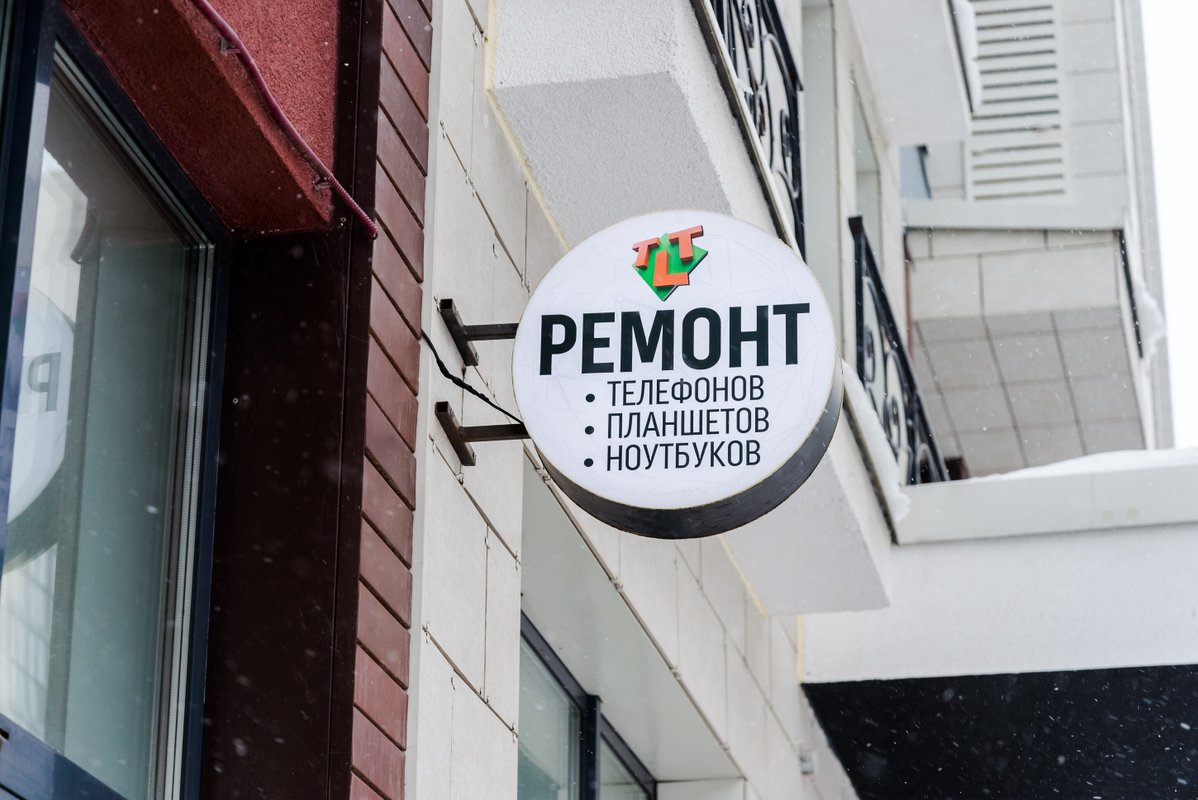 TLT
РЕМОНТ
• ТЕЛЕФОНОВ
• ПЛАНШЕТОВ
• НОУТБУКОВ